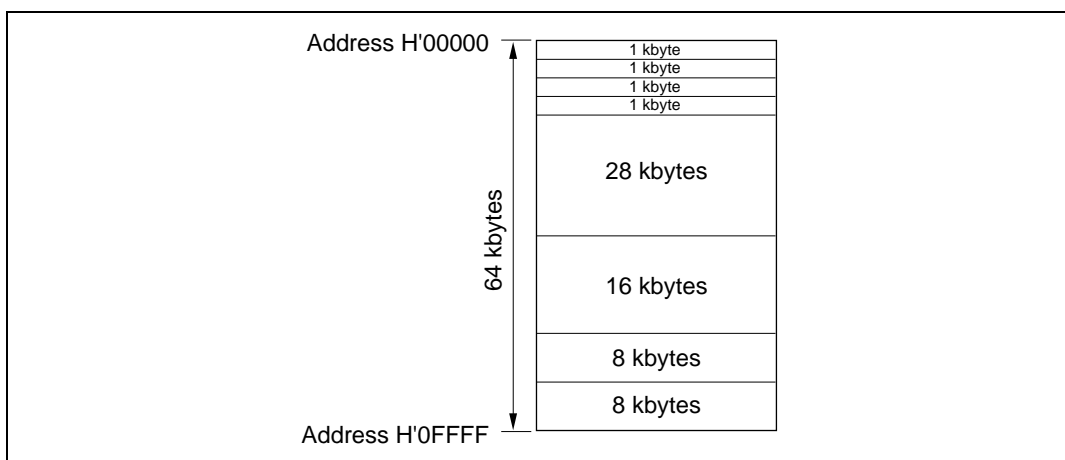 Address H'00000
1 kbyte
1 kbyte
1 kbyte
1 kbyte
28 kbytes
64 kbytes
16 kbytes
8 kbytes
8 kbytes
Address H'0FFFF